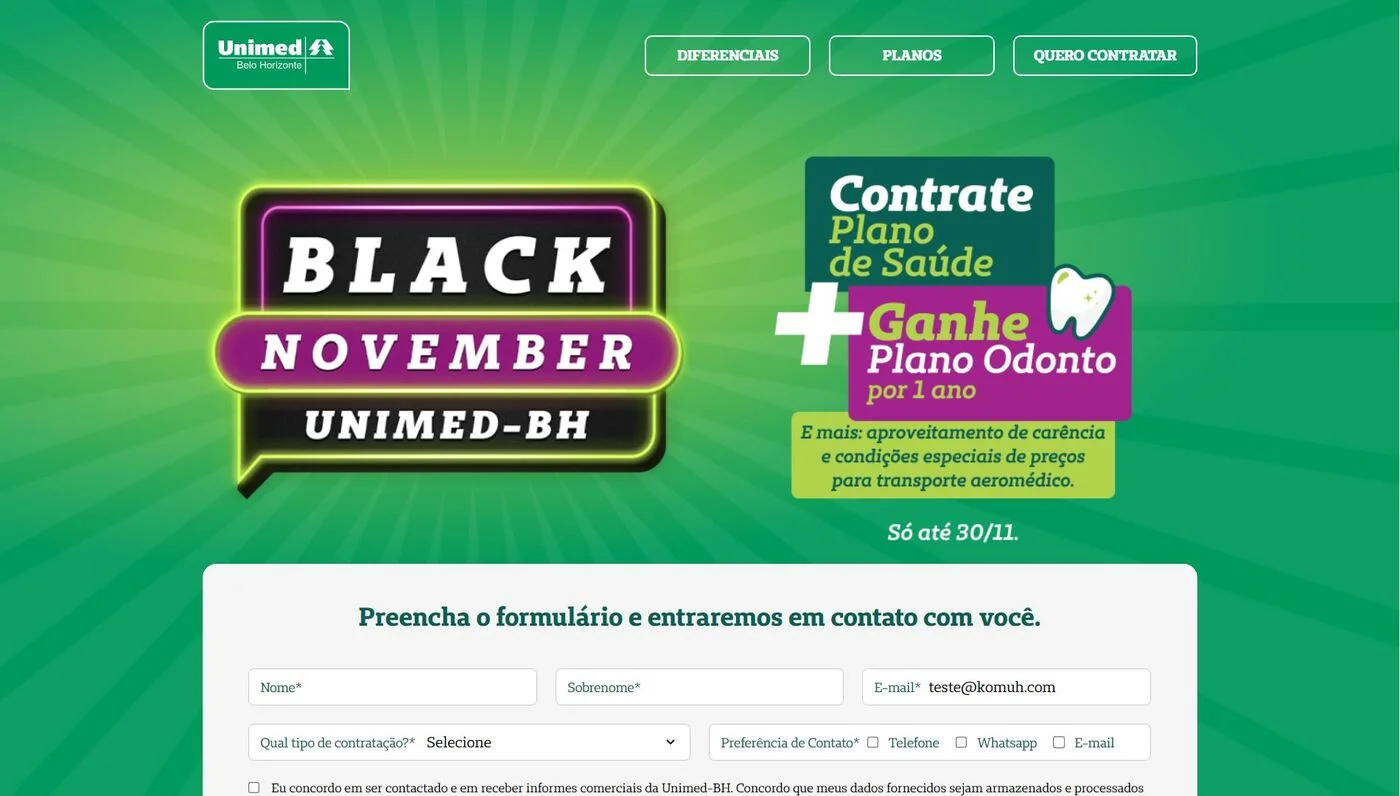 Unimed
Belo Horizonte
DIFERENCIAIS
PLANOS
QUERO CONTRATAR
BLACK
NOVEMBER
UNIMED-BH
Contrate
Plano
de Saúde
+
Ganhe
Plano Odonto
por 1 ano
E mais: aproveitamento de carência
e condições especiais de preços
para transporte aeromédico.
Só até 30/11.
Preencha o formulário e entraremos em contato com você.
Nome*
Sobrenome*
E-mail* teste@komuh.com
Qual tipo de contratação?* Selecione
Preferência de Contato* Telefone Whatsapp E-mail
Eu concordo em ser contactado e em receber informes comerciais da Unimed-BH. Concordo que meus dados fornecidos sejam armazenados e processados